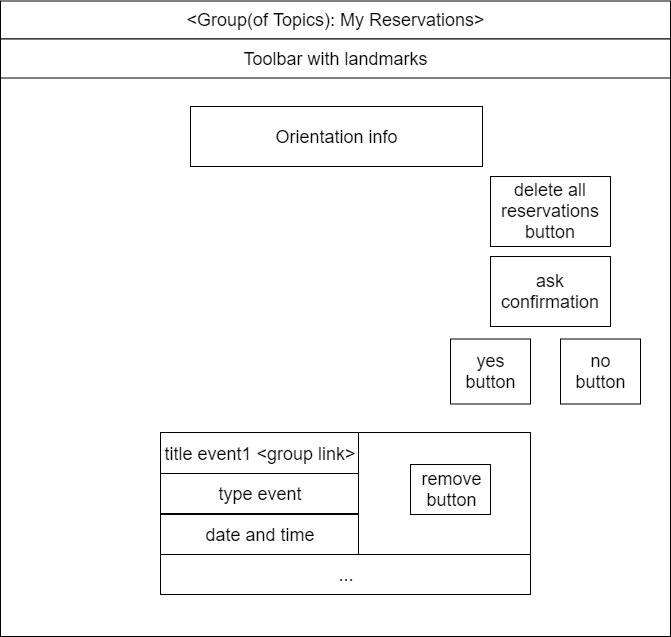 <Group(of Topics): My Reservations>
Toolbar with landmarks
Orientation info
delete all
reservations
button
ask
confirmation
yes
button
no
button
title event1 <group link>
type event
date and time
remove
button
...